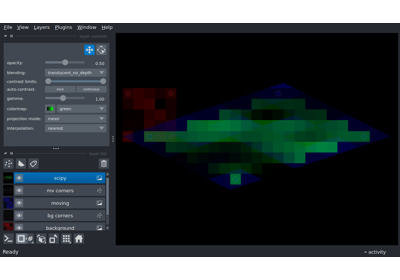 File View Layers Plugins Window Help
layer controls
opacity: 0.50
blending: translucent_no_depth
contrast limits:
auto-contrast: once continuous
gamma: 1.00
colormap: green
projection mode: none
interpolation: nearest
layer list
scipy
mv corners
moving
bg corners
background
Ready
activity